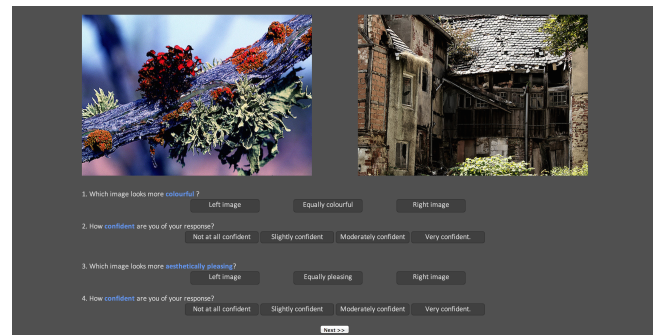 1. Which image looks more colourful ?
Left image Equally colourful Right image
2. How confident are you of your response?
Not at all confident Slightly confident Moderately confident Very confident.
3. Which image looks more aesthetically pleasing?
Left image Equally pleasing Right image
4. How confident are you of your response?
Not at all confident Slightly confident Moderately confident Very confident.
Next >>